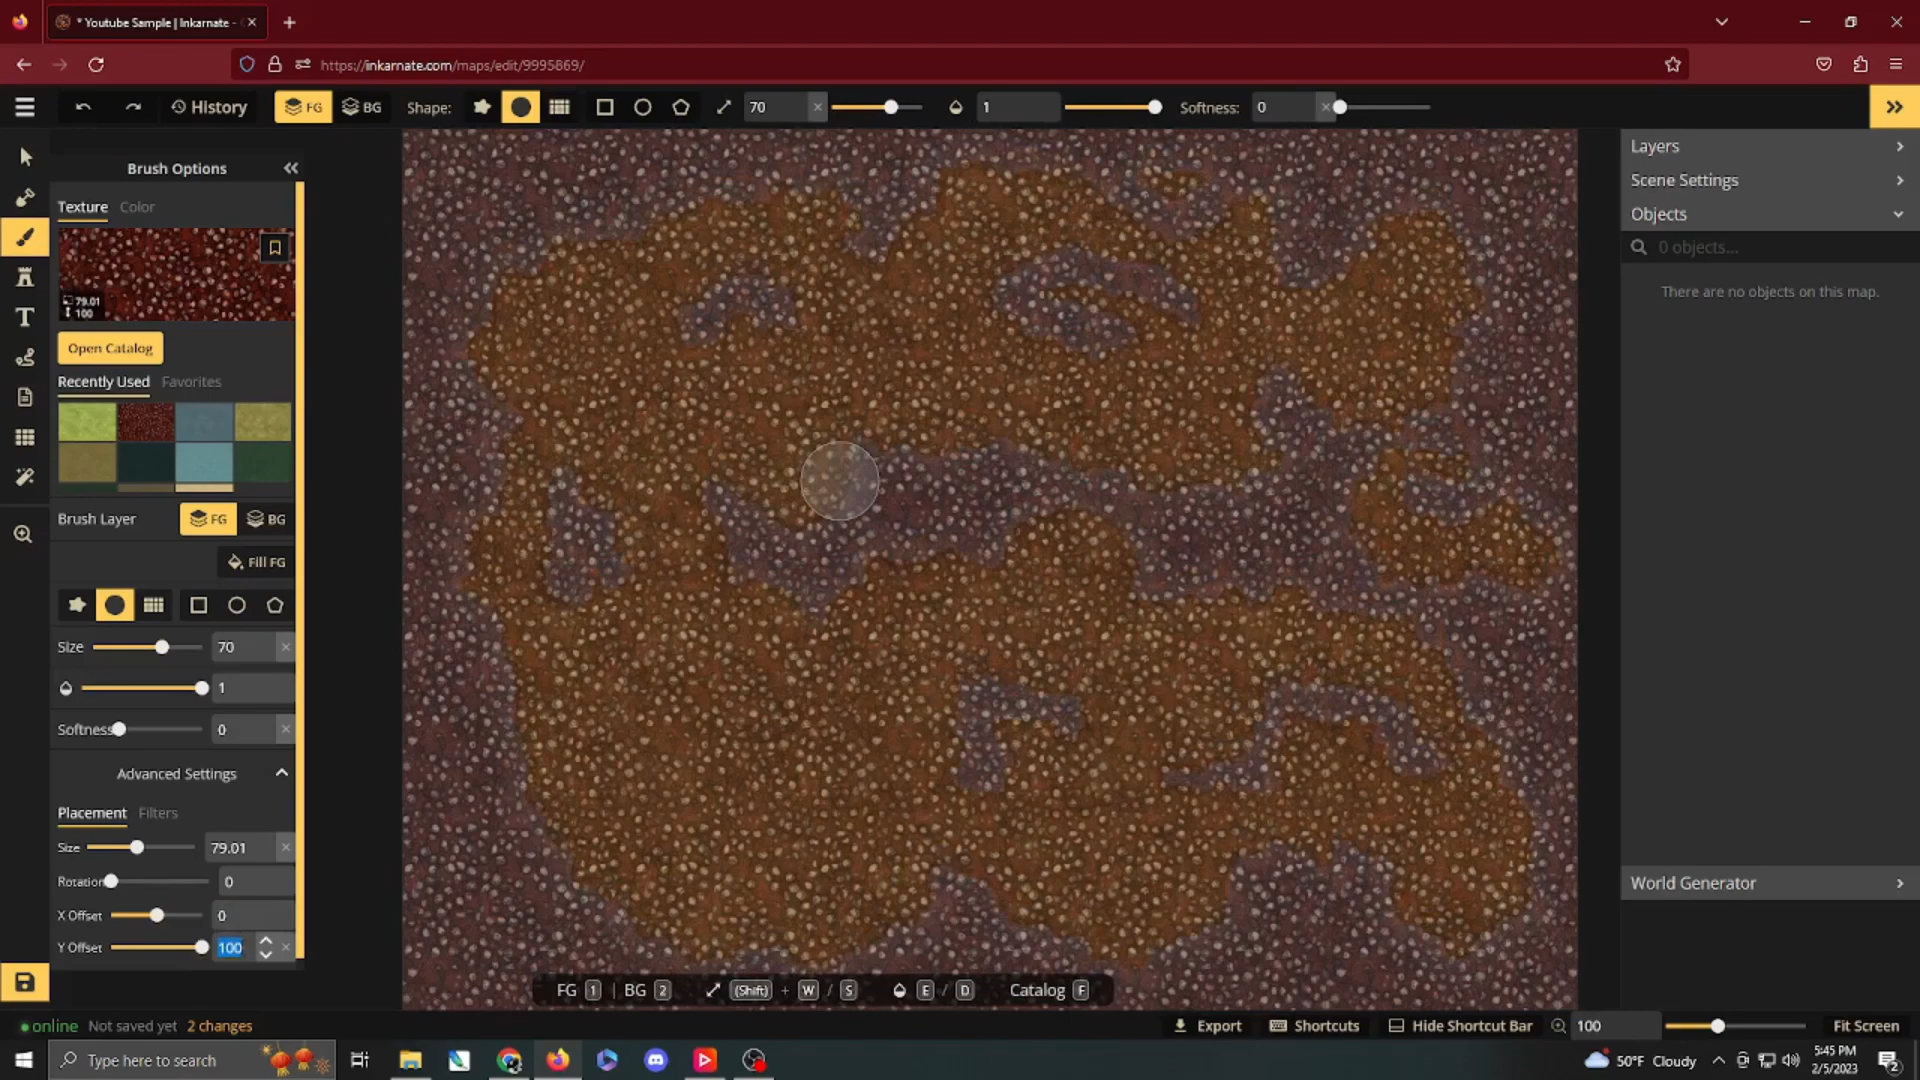 * Youtube Sample | Inkarnate -
https://inkarnate.com/maps/edit/9995869/
History FG BG Shape: 70 1 Softness: 0
Brush Options
Texture Color
79.01
100
Open Catalog
Recently Used Favorites
Brush Layer FG BG
Fill FG
Size 70
1
Softness 0
Advanced Settings
Placement Filters
Size 79.01
Rotation 0
X Offset 0
Y Offset 100
Layers
Scene Settings
Objects
0 objects...
There are no objects on this map.
World Generator
FG 1 | BG 2 (Shift) + W / S E / D Catalog F
online Not saved yet 2 changes
Export Shortcuts Hide Shortcut Bar 100 Fit Screen
Type here to search
50°F Cloudy
5:45 PM
2/5/2023
2